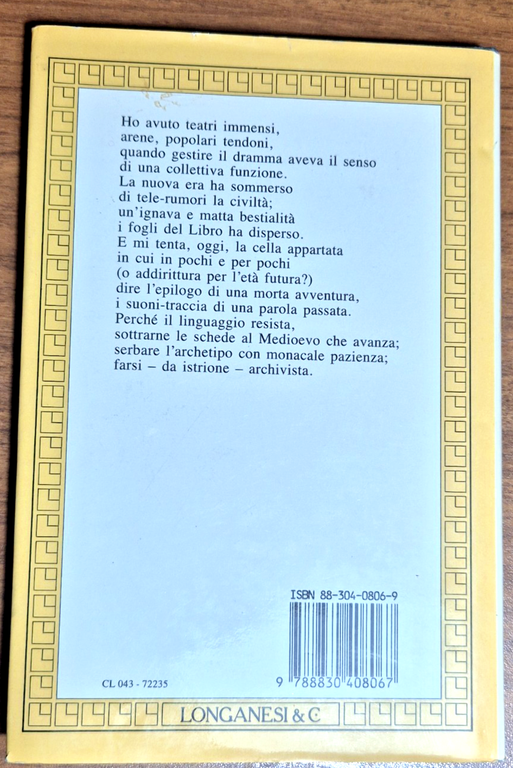 Ho avuto teatri immensi,
arene, popolari tendoni,
quando gestire il dramma aveva il senso
di una collettiva funzione.
La nuova era ha sommerso
di tele-rumori la civiltà;
un'ignava e matta bestialità
i fogli del Libro ha disperso.
E mi tenta, oggi, la cella appartata
in cui in pochi e per pochi
(o addirittura per l'età futura?)
dire l'epilogo di una morta avventura,
i suoni-traccia di una parola passata.
Perché il linguaggio resista,
sottrarne le schede al Medioevo che avanza;
serbare l'archetipo con monacale pazienza;
farsi – da istrione – archivista.
ISBN 88-304-0806-9
9 788830 408067
CL 043 - 72235
LONGANESI & C